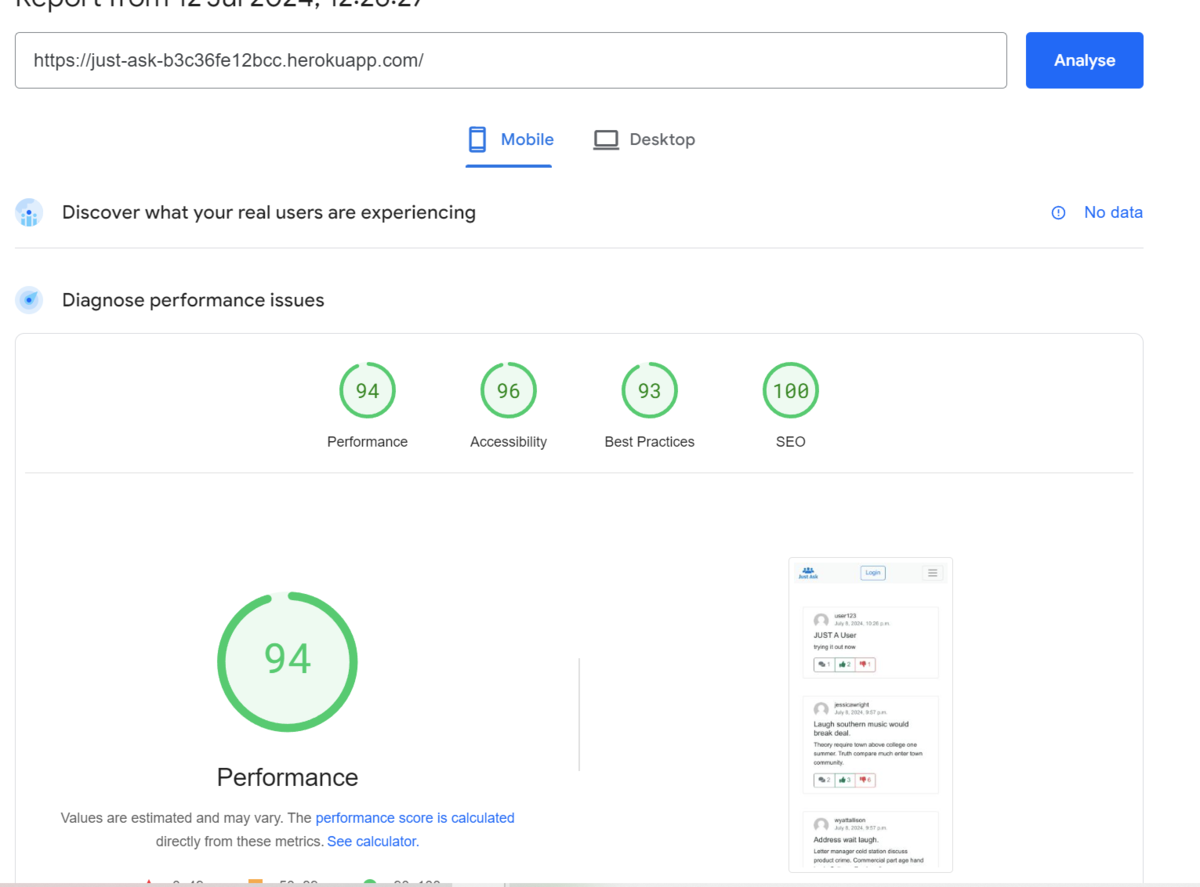 Report from 12 Jul 2024, 12:26:27
https://just-ask-b3c36fe12bcc.herokuapp.com/
Analyse
Mobile
Desktop
Discover what your real users are experiencing
No data
Diagnose performance issues
94
96
93
100
Performance
Accessibility
Best Practices
SEO
94
Performance
Values are estimated and may vary. The performance score is calculated
directly from these metrics. See calculator.
Just Ask
Login
user123
July 9, 2024, 10:26 p.m.
JUST A User
trying it out now
1 2 1
jessicawright
July 8, 2024, 9:57 p.m.
Laugh southern music would
break deal.
Theory require town above college one
summer. Truth compare much enter town
community.
2 3 6
wyattallison
July 8, 2024, 9:57 p.m.
Address wait laugh.
Letter manager cold station discuss
product crime. Commercial part age hand